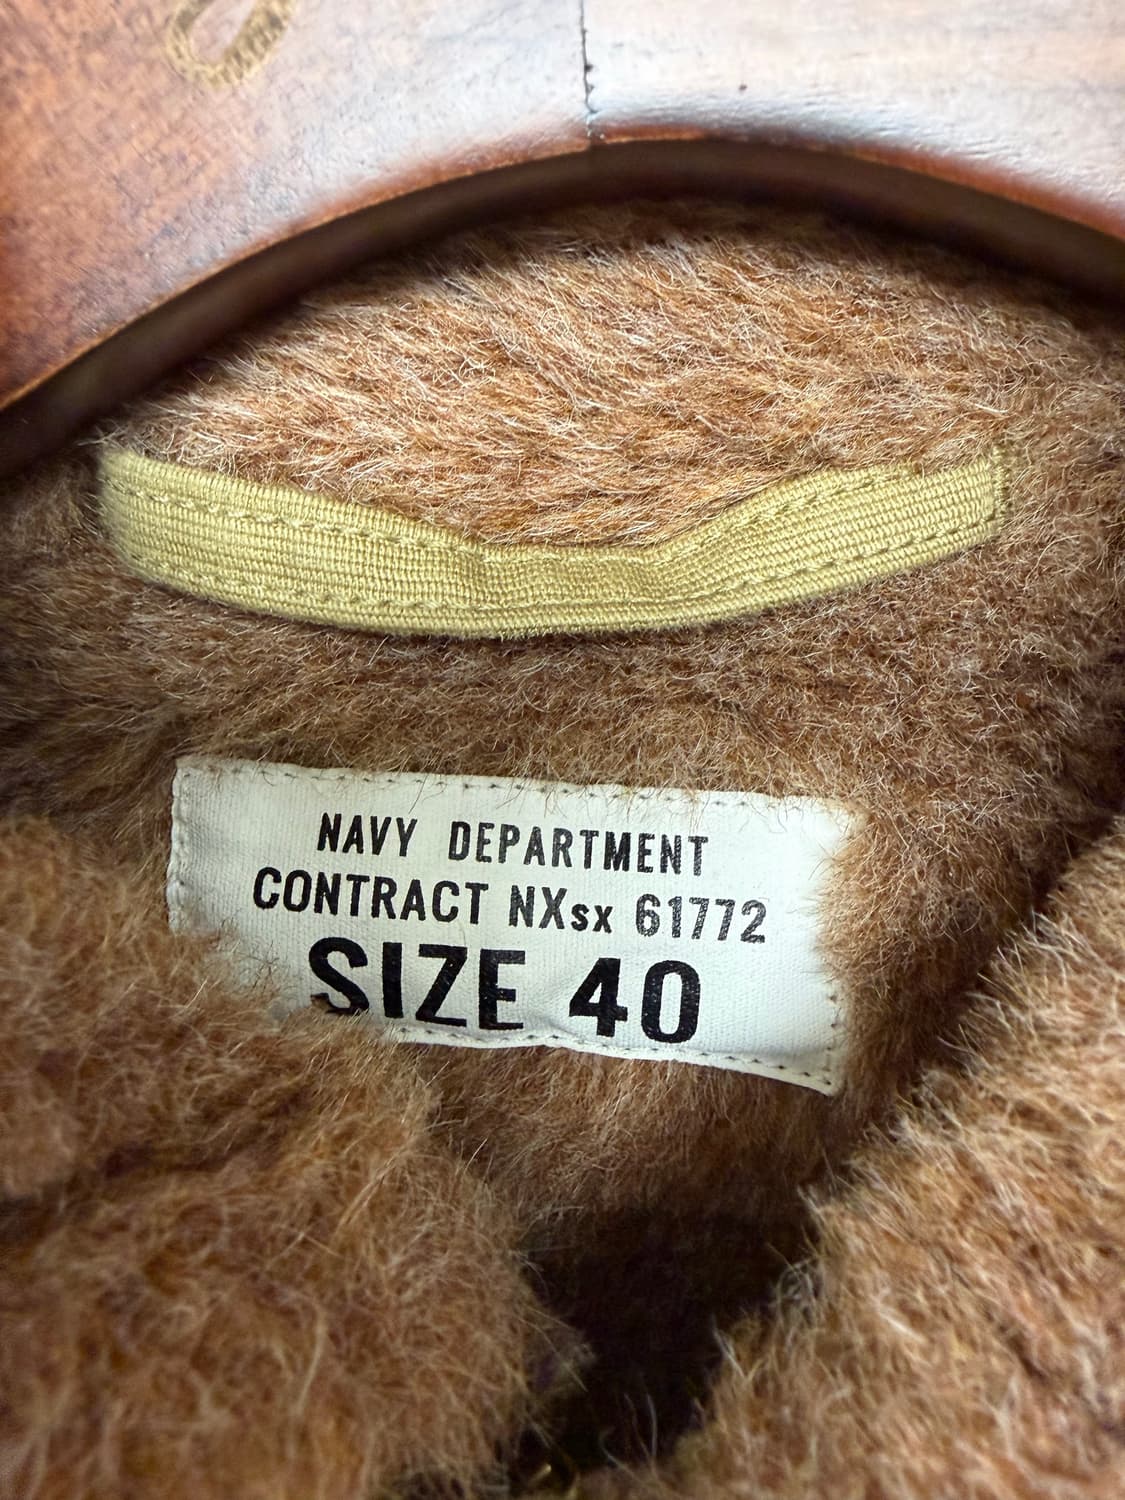 NAVY DEPARTMENT
CONTRACT NXsx 61772
SIZE 40